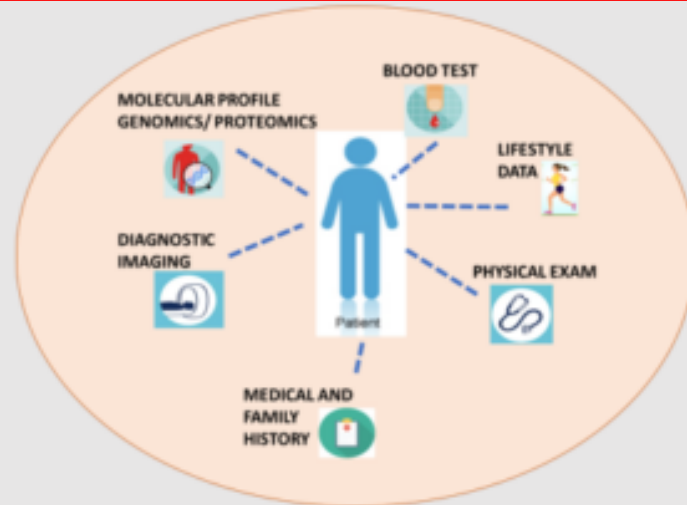 BLOOD TEST
MOLECULAR PROFILE
GENOMICS/ PROTEOMICS
LIFESTYLE
DATA
DIAGNOSTIC
IMAGING
PHYSICAL EXAM
Patient
MEDICAL AND
FAMILY
HISTORY